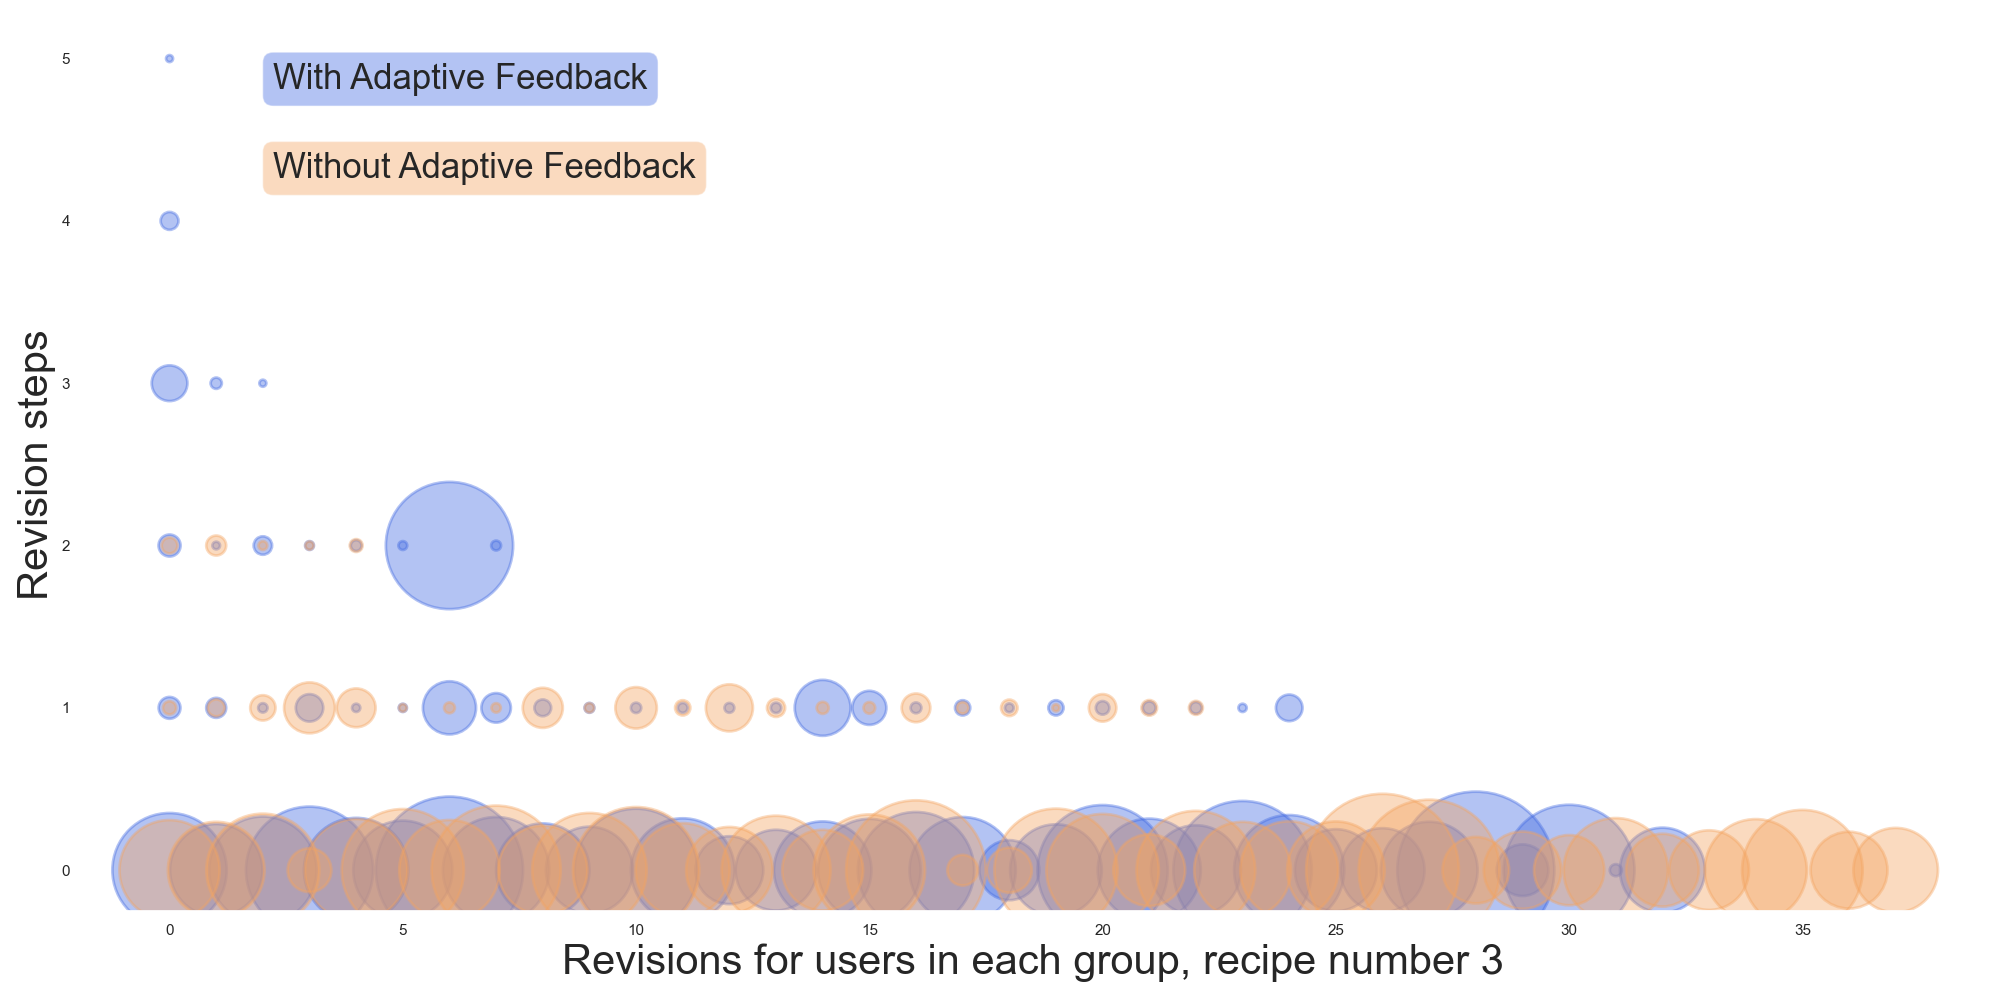 5
With Adaptive Feedback
Without Adaptive Feedback
4
3
Revision steps
2
1
0
0 5 10 15 20 25 30 35
Revisions for users in each group, recipe number 3